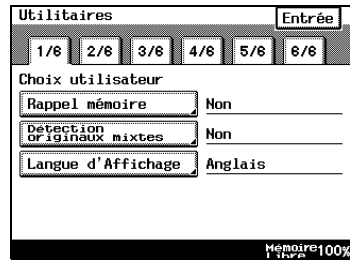 Utilitaires
Entrée
1/6 2/6 3/6 4/6 5/6 6/6
Choix utilisateur
Rappel mémoire Non
Détection
originaux mixtes Non
Langue d'Affichage Anglais
Mémoire
Libre 100%